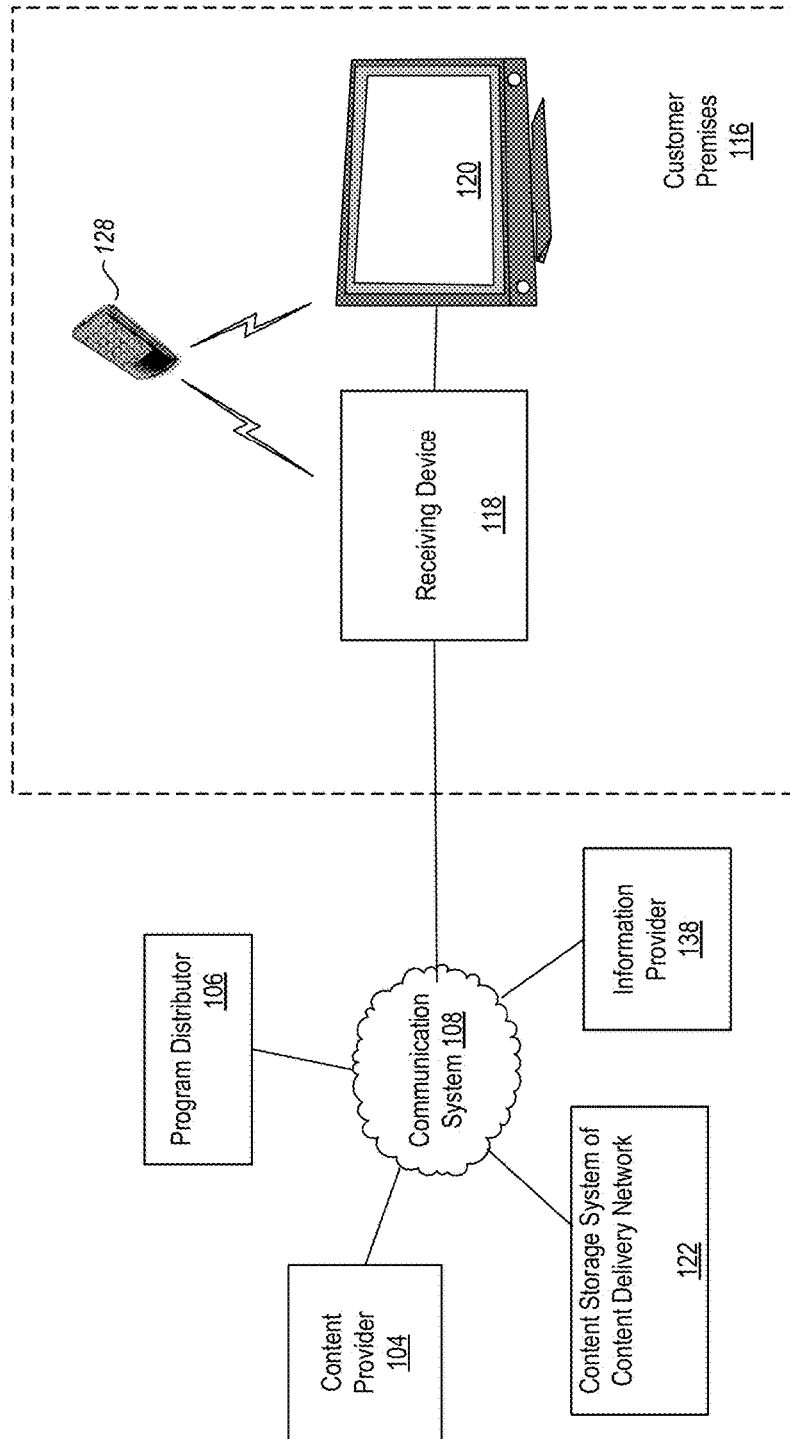 Program Distributor
106
Content
Provider
104
Communication
System 108
Content Storage System of
Content Delivery Network
122
Information
Provider
138
Receiving Device
118
128
120
Customer
Premises
116